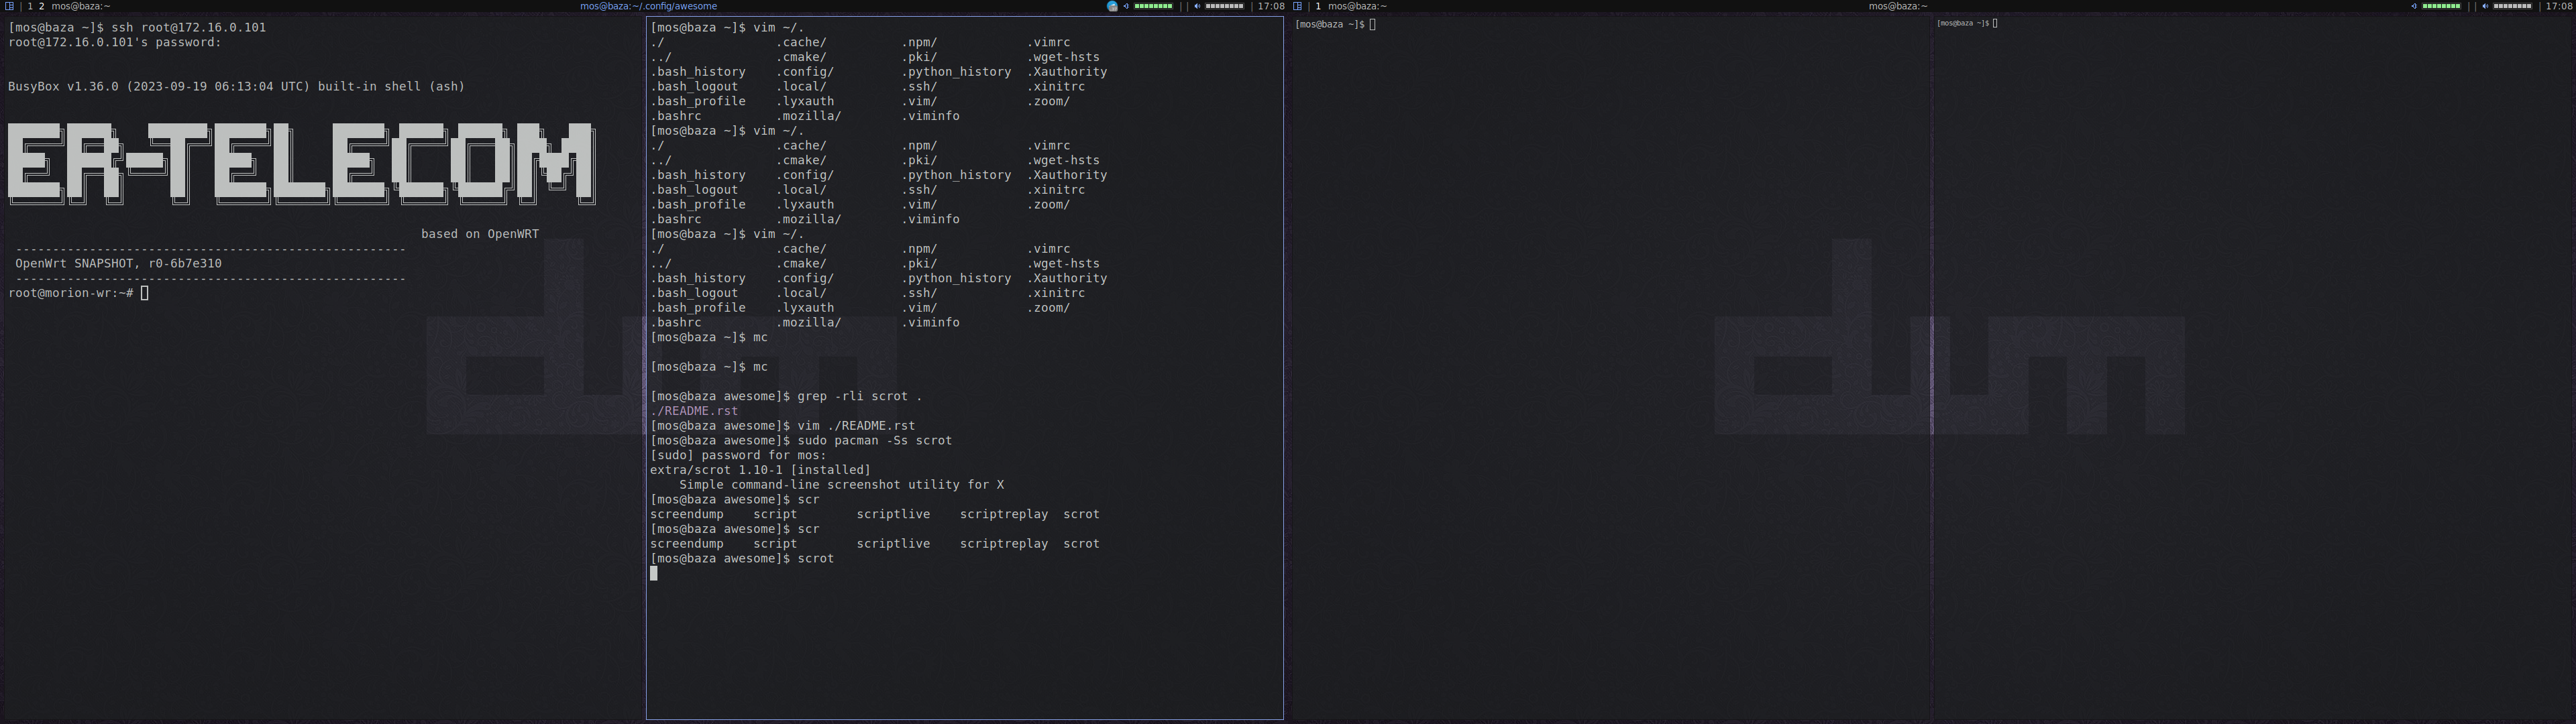 1 2 mos@baza:~ mos@baza:~/.config/awesome 17:08
1 mos@baza:~ mos@baza:~ 17:08
[mos@baza ~]$ ssh root@172.16.0.101
root@172.16.0.101's password:
BusyBox v1.36.0 (2023-09-19 06:13:04 UTC) built-in shell (ash)
ER-TELECOM
based on OpenWRT
-----------------------------------------------------
OpenWrt SNAPSHOT, r0-6b7e310
-----------------------------------------------------
root@morion-wr:~#
[mos@baza ~]$ vim ~/.
./ .cache/ .npm/ .vimrc
../ .cmake/ .pki/ .wget-hsts
.bash_history .config/ .python_history .Xauthority
.bash_logout .local/ .ssh/ .xinitrc
.bash_profile .lyxauth .vim/ .zoom/
.bashrc .mozilla/ .viminfo
[mos@baza ~]$ vim ~/.
./ .cache/ .npm/ .vimrc
../ .cmake/ .pki/ .wget-hsts
.bash_history .config/ .python_history .Xauthority
.bash_logout .local/ .ssh/ .xinitrc
.bash_profile .lyxauth .vim/ .zoom/
.bashrc .mozilla/ .viminfo
[mos@baza ~]$ vim ~/.
./ .cache/ .npm/ .vimrc
../ .cmake/ .pki/ .wget-hsts
.bash_history .config/ .python_history .Xauthority
.bash_logout .local/ .ssh/ .xinitrc
.bash_profile .lyxauth .vim/ .zoom/
.bashrc .mozilla/ .viminfo
[mos@baza ~]$ mc
[mos@baza ~]$ mc
[mos@baza awesome]$ grep -rli scrot .
./README.rst
[mos@baza awesome]$ vim ./README.rst
[mos@baza awesome]$ sudo pacman -Ss scrot
[sudo] password for mos:
extra/scrot 1.10-1 [installed]
Simple command-line screenshot utility for X
[mos@baza awesome]$ scr
screendump script scriptlive scriptreplay scrot
[mos@baza awesome]$ scr
screendump script scriptlive scriptreplay scrot
[mos@baza awesome]$ scrot
[mos@baza ~]$
[mos@baza ~]$
dwm
dwm